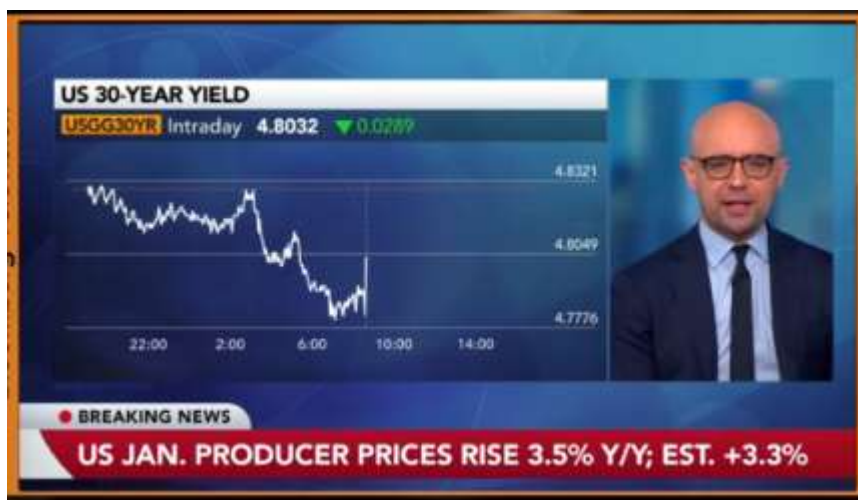 US 30-YEAR YIELD
USGG30YR Intraday 4.8032 ▼0.0289
4.8321
4.8049
4.7776
22:00 2:00 6:00 10:00 14:00
BREAKING NEWS
US JAN. PRODUCER PRICES RISE 3.5% Y/Y; EST. +3.3%